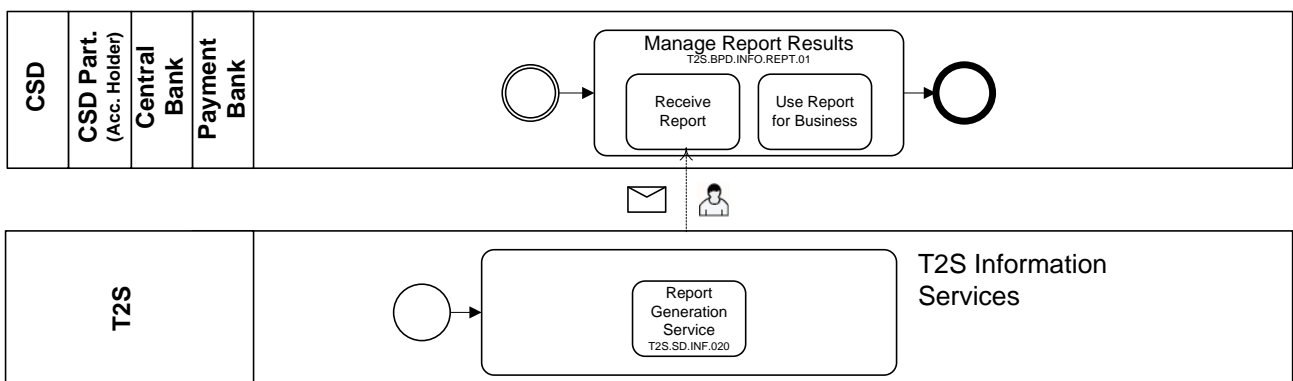 CSD
CSD Part.
(Acc. Holder)
Central
Bank
Payment
Bank
Manage Report Results
T2S.BPD.INFO.REPT.01
Receive
Report
Use Report
for Business
T2S
Report
Generation
Service
T2S.SD.INF.020
T2S Information
Services